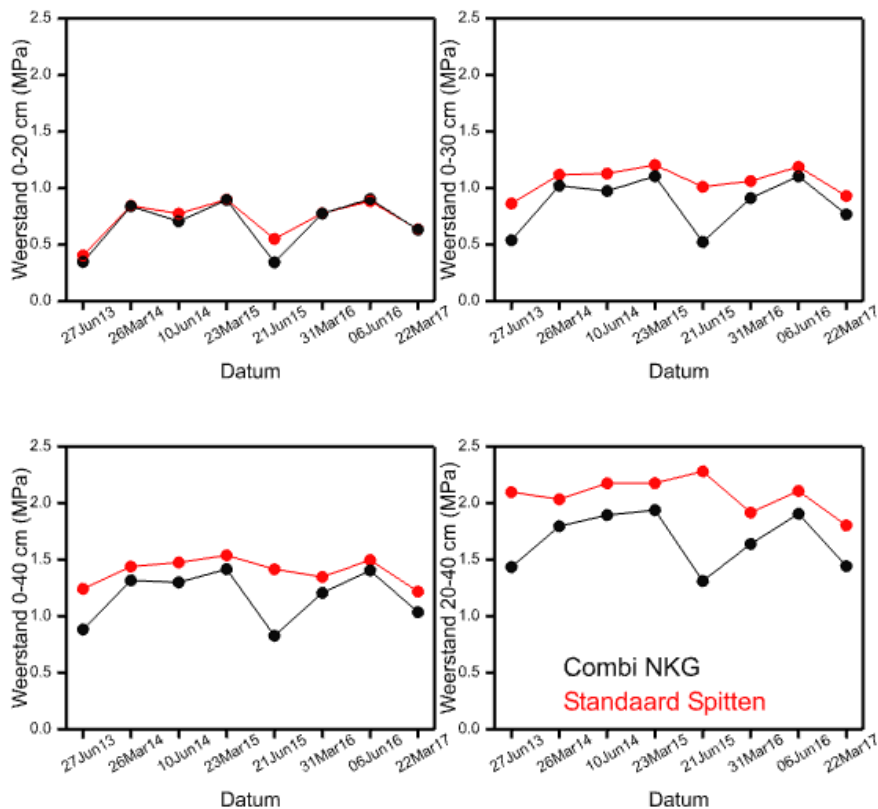 Weerstand 0-20 cm (MPa)
2.5
2.0
1.5
1.0
0.5
0.0
27Jun13 26Mar14 10Jun14 23Mar15 21Jun15 31Mar16 06Jun16 22Mar17
Datum
Weerstand 0-30 cm (MPa)
2.5
2.0
1.5
1.0
0.5
0.0
27Jun13 26Mar14 10Jun14 23Mar15 21Jun15 31Mar16 06Jun16 22Mar17
Datum
Weerstand 0-40 cm (MPa)
2.5
2.0
1.5
1.0
0.5
0.0
27Jun13 26Mar14 10Jun14 23Mar15 21Jun15 31Mar16 06Jun16 22Mar17
Datum
Weerstand 20-40 cm (MPa)
2.5
2.0
1.5
1.0
0.5
0.0
Combi NKG
Standaard Spitten
27Jun13 26Mar14 10Jun14 23Mar15 21Jun15 31Mar16 06Jun16 22Mar17
Datum